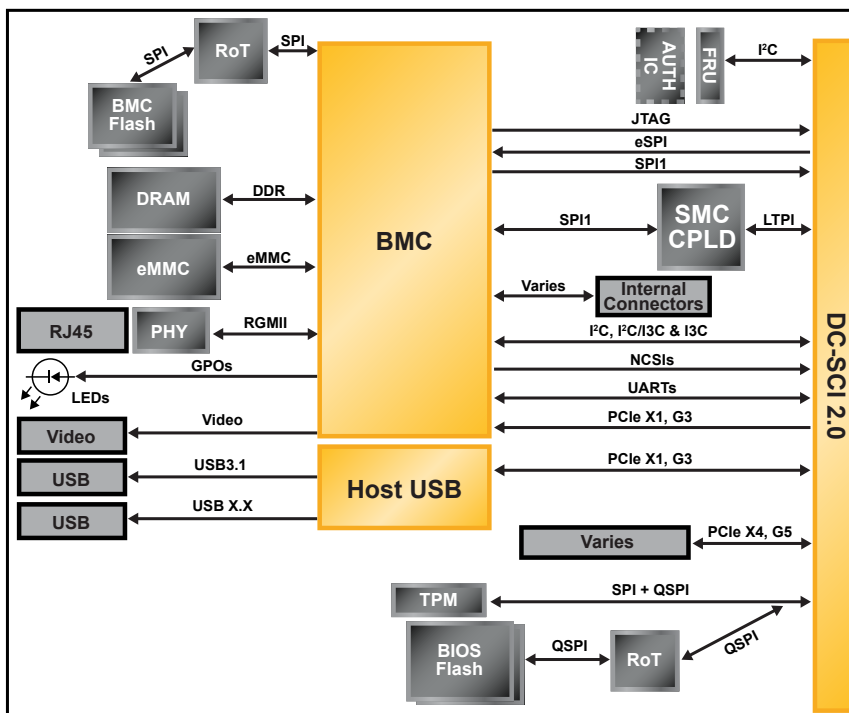 SPI
RoT
SPI
BMC
Flash
DRAM
DDR
eMMC
eMMC
RJ45
PHY
RGMII
GPOs
LEDs
Video
Video
USB
USB3.1
USB
USB X.X
BMC
Host USB
AUTH
IC
FRU
I²C
JTAG
eSPI
SPI1
SPI1
SMC
CPLD
LTPI
Varies
Internal
Connectors
I²C, I²C/I3C & I3C
NCSIs
UARTs
PCIe X1, G3
PCIe X1, G3
Varies
PCIe X4, G5
TPM
SPI + QSPI
BIOS
Flash
QSPI
RoT
QSPI
DC-SCI 2.0